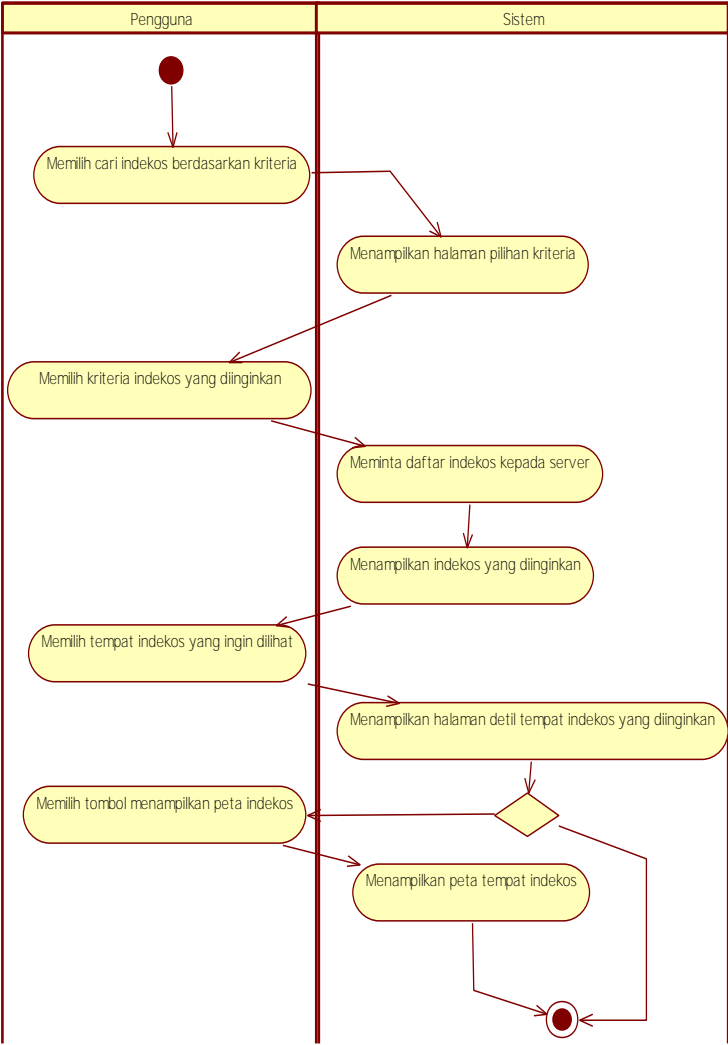 Pengguna
Sistem
Memilih cari indekos berdasarkan kriteria
Menampilkan halaman pilihan kriteria
Memilih kriteria indekos yang diinginkan
Meminta daftar indekos kepada server
Menampilkan indekos yang diinginkan
Memilih tempat indekos yang ingin dilihat
Menampilkan halaman detil tempat indekos yang diinginkan
Memilih tombol menampilkan peta indekos
Menampilkan peta tempat indekos